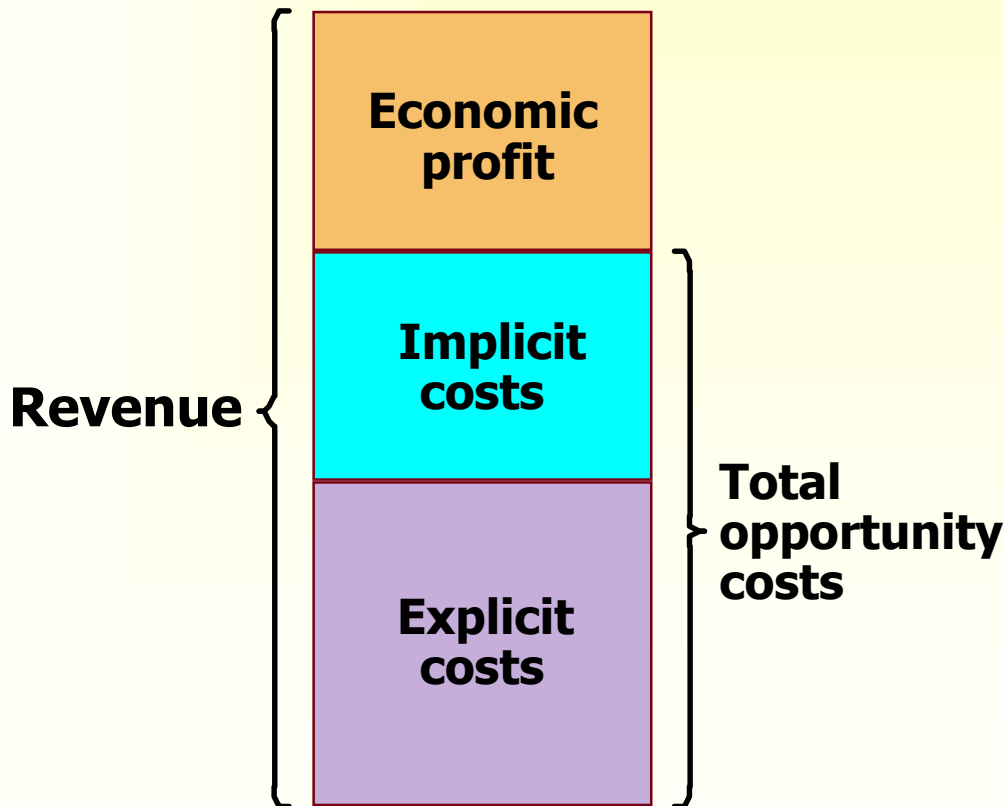 Economic
profit
Implicit
costs
Revenue
Total
opportunity
costs
Explicit
costs